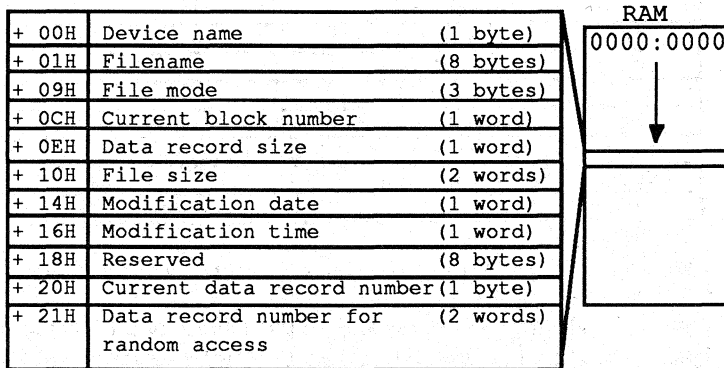 RAM
0000:0000
+ 00H Device name (1 byte)
+ 01H Filename (8 bytes)
+ 09H File mode (3 bytes)
+ 0CH Current block number (1 word)
+ 0EH Data record size (1 word)
+ 10H File size (2 words)
+ 14H Modification date (1 word)
+ 16H Modification time (1 word)
+ 18H Reserved (8 bytes)
+ 20H Current data record number (1 byte)
+ 21H Data record number for (2 words)
random access